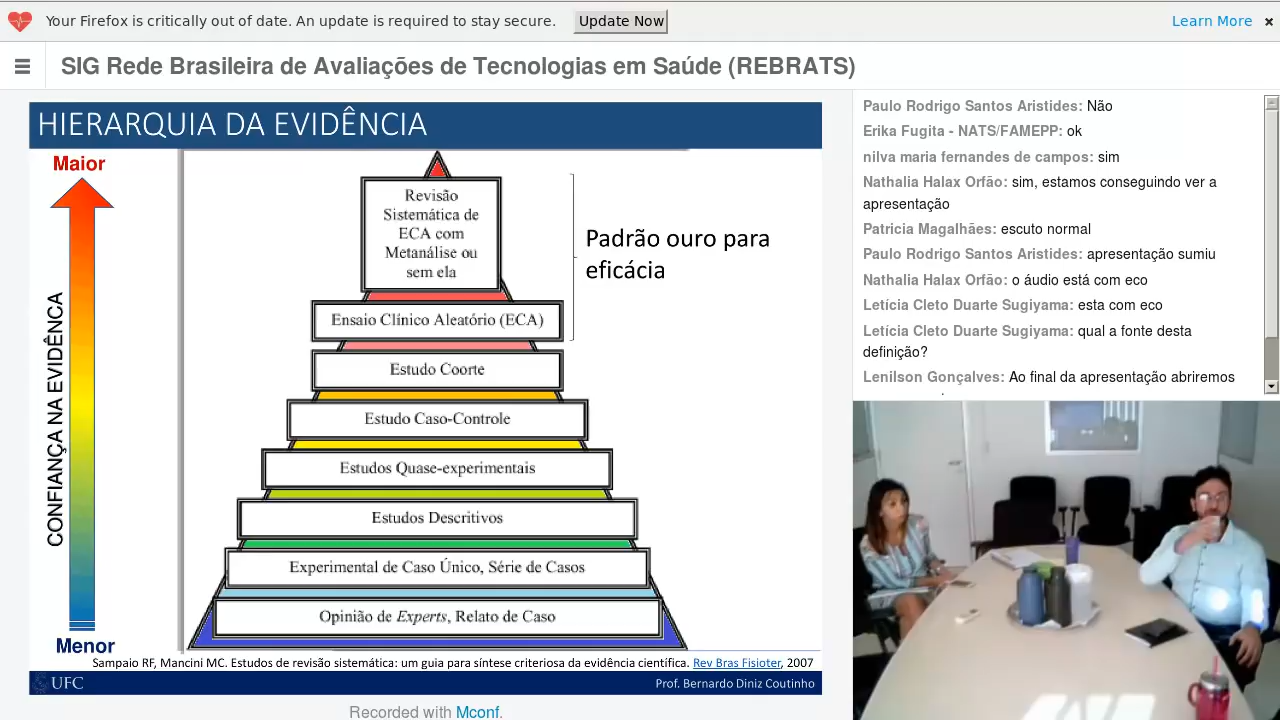 Your Firefox is critically out of date. An update is required to stay secure.
Update Now
Learn More
×
SIG Rede Brasileira de Avaliações de Tecnologias em Saúde (REBRATS)
HIERARQUIA DA EVIDÊNCIA
Maior
CONFIANÇA NA EVIDÊNCA
Menor
Revisão
Sistemática de
ECA com
Metanálise ou
sem ela
Padrão ouro para
eficácia
Ensaio Clínico Aleatório (ECA)
Estudo Coorte
Estudo Caso-Controle
Estudos Quase-experimentais
Estudos Descritivos
Experimental de Caso Único, Série de Casos
Opinião de Experts, Relato de Caso
Sampaio RF, Mancini MC. Estudos de revisão sistemática: um guia para síntese criteriosa da evidência científica. Rev Bras Fisioter, 2007
UFC
Prof. Bernardo Diniz Coutinho
Recorded with Mconf.
Paulo Rodrigo Santos Aristides: Não
Erika Fugita - NATS/FAMEPP: ok
nilva maria fernandes de campos: sim
Nathalia Halax Orfão: sim, estamos conseguindo ver a
apresentação
Patricia Magalhães: escuto normal
Paulo Rodrigo Santos Aristides: apresentação sumiu
Nathalia Halax Orfão: o áudio está com eco
Letícia Cleto Duarte Sugiyama: esta com eco
Letícia Cleto Duarte Sugiyama: qual a fonte desta
definição?
Lenilson Gonçalves: Ao final da apresentação abriremos